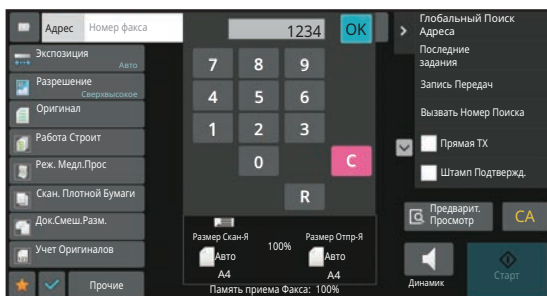 Адрес
Номер факса
1234
OK
Глобальный Поиск
Адреса
Экспозиция
Авто
Последние
задания
Разрешение
Сверхвысокое
7 8 9
Запись Передач
Оригинал
4 5 6
Вызвать Номер Поиска
Работа Строит
1 2 3
Прямая TX
Реж. Медл.Прос
0 C
Штамп Подтвержд.
Скан. Плотной Бумаги
R
Док.Смеш.Разм.
Предварит.
Просмотр
CA
Размер Скан-Я
100%
Размер Отпр-Я
Учет Оригиналов
Авто
Авто
A4
A4
Прочие
Память приема Факса: 100%
Динамик
Старт